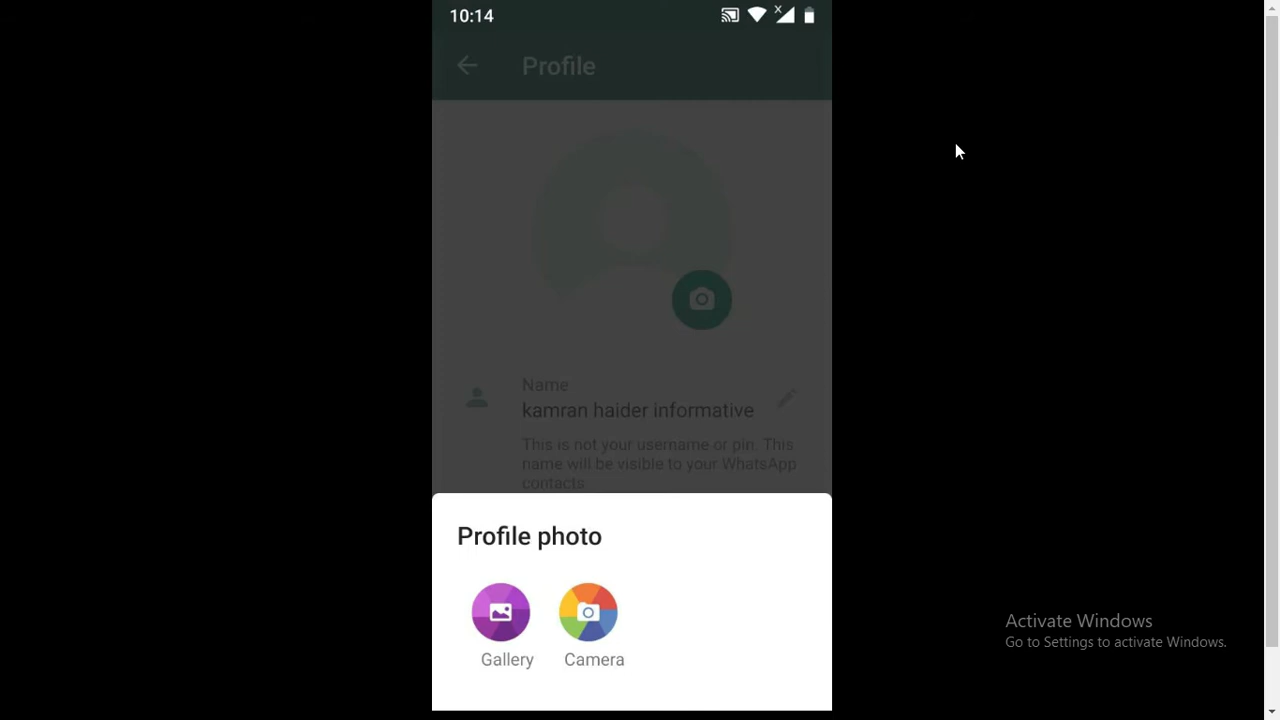 10:14
Profile
Name
kamran haider informative
This is not your username or pin. This
name will be visible to your WhatsApp
contacts.
Profile photo
Gallery
Camera
Activate Windows
Go to Settings to activate Windows.